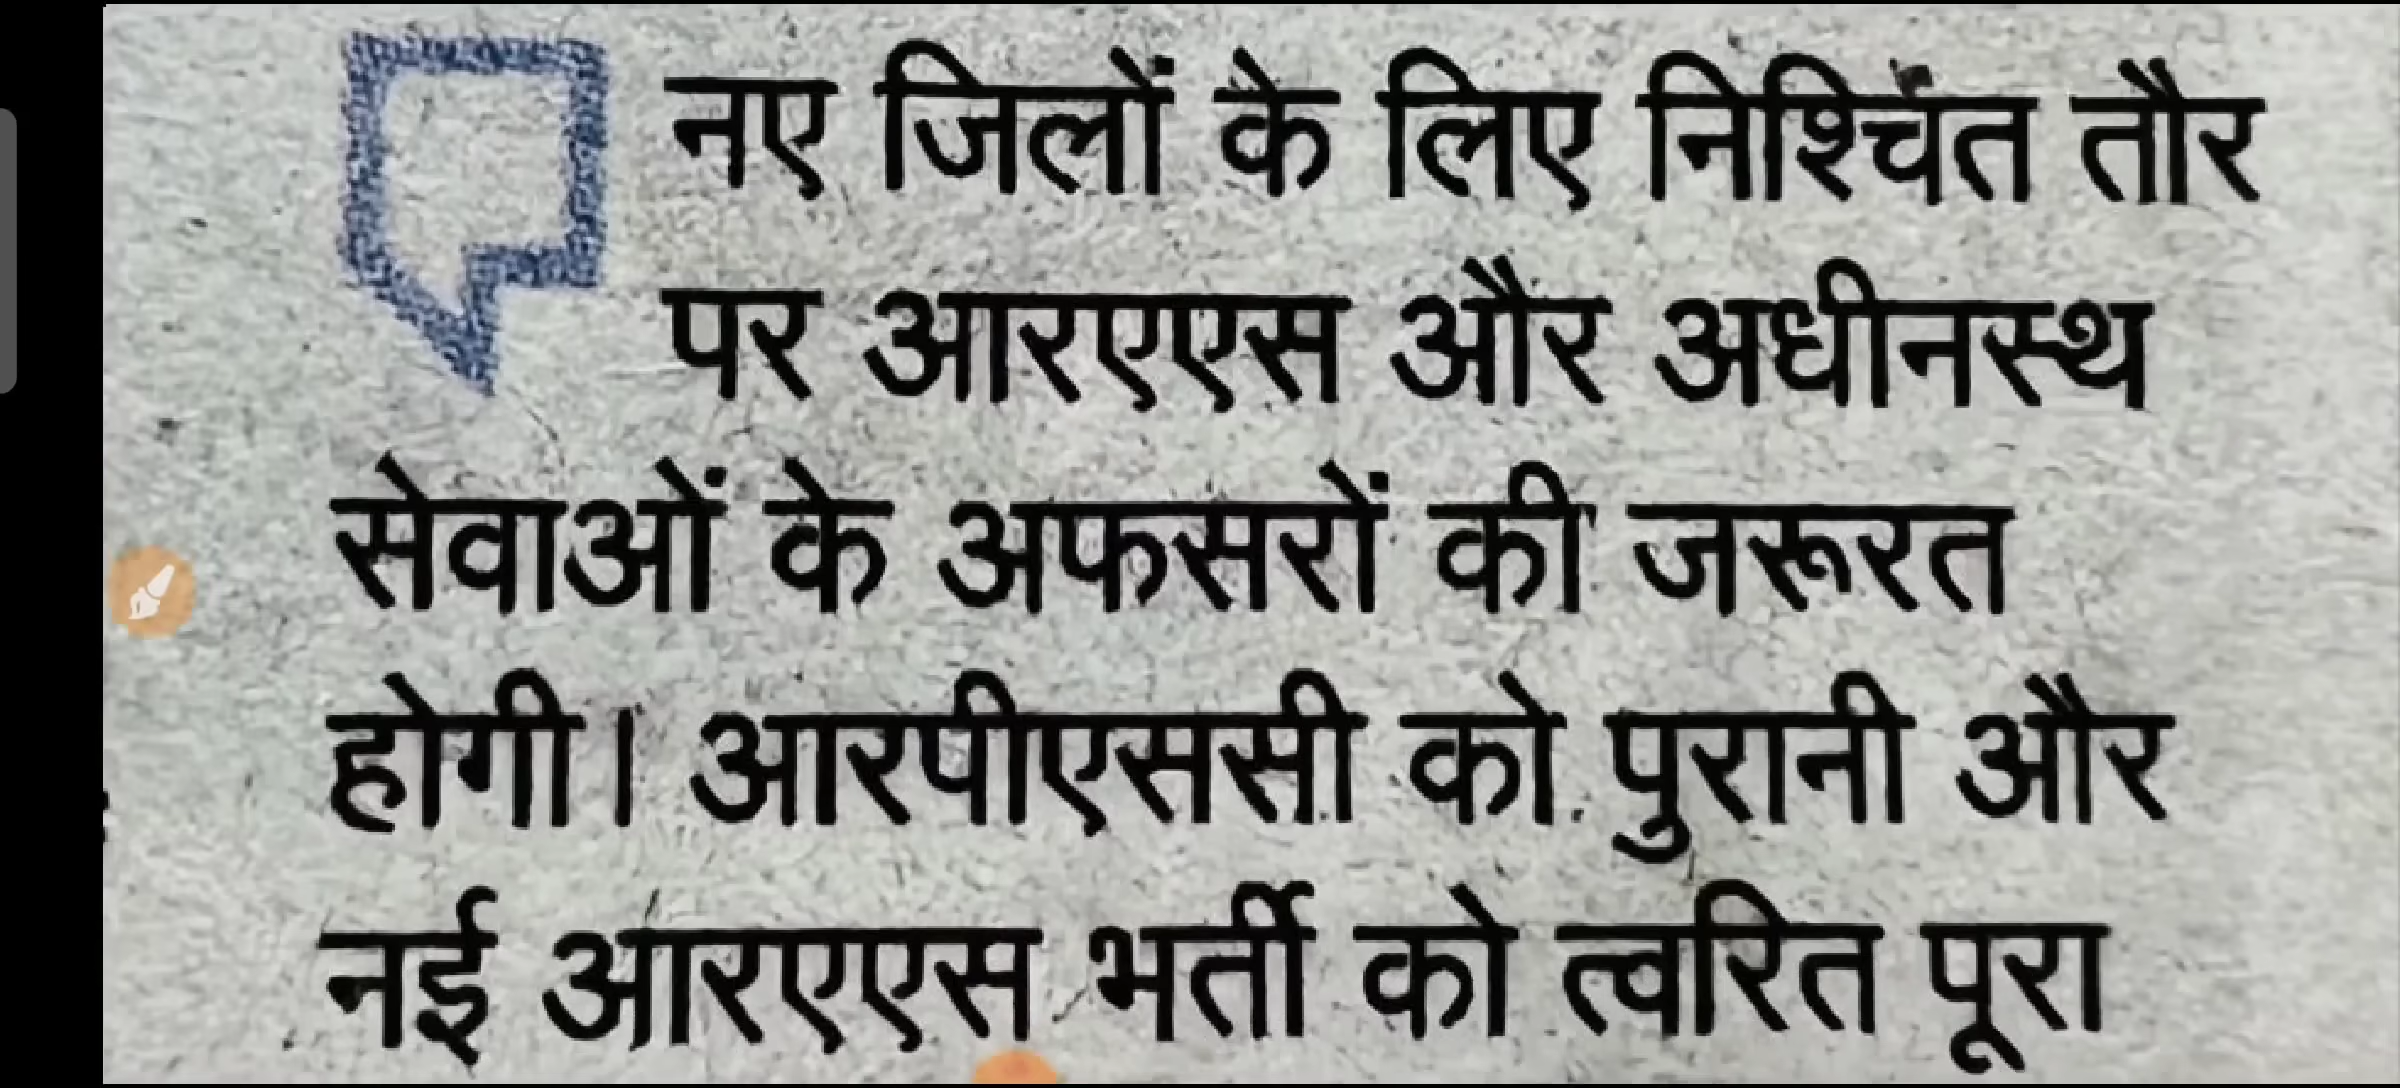 नए जिलों के लिए निश्चिंत तौर
पर आरएएस और अधीनस्थ
सेवाओं के अफसरों की जरूरत
होगी। आरपीएससी को पुरानी और
नई आरएएस भर्ती को त्वरित पूरा